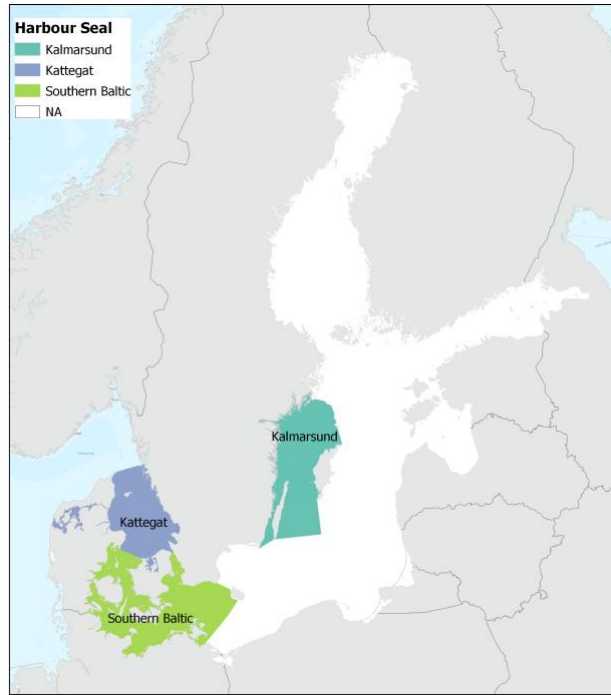 Harbour Seal
Kalmarsund
Kattegat
Southern Baltic
NA
Kalmarsund
Kattegat
Southern Baltic